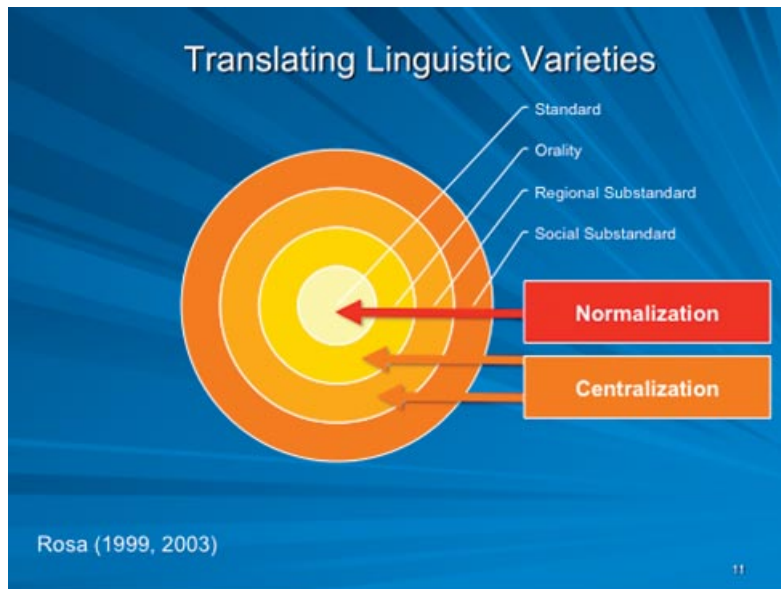 Translating Linguistic Varieties
Standard
Orality
Regional Substandard
Social Substandard
Normalization
Centralization
Rosa (1999, 2003)
11